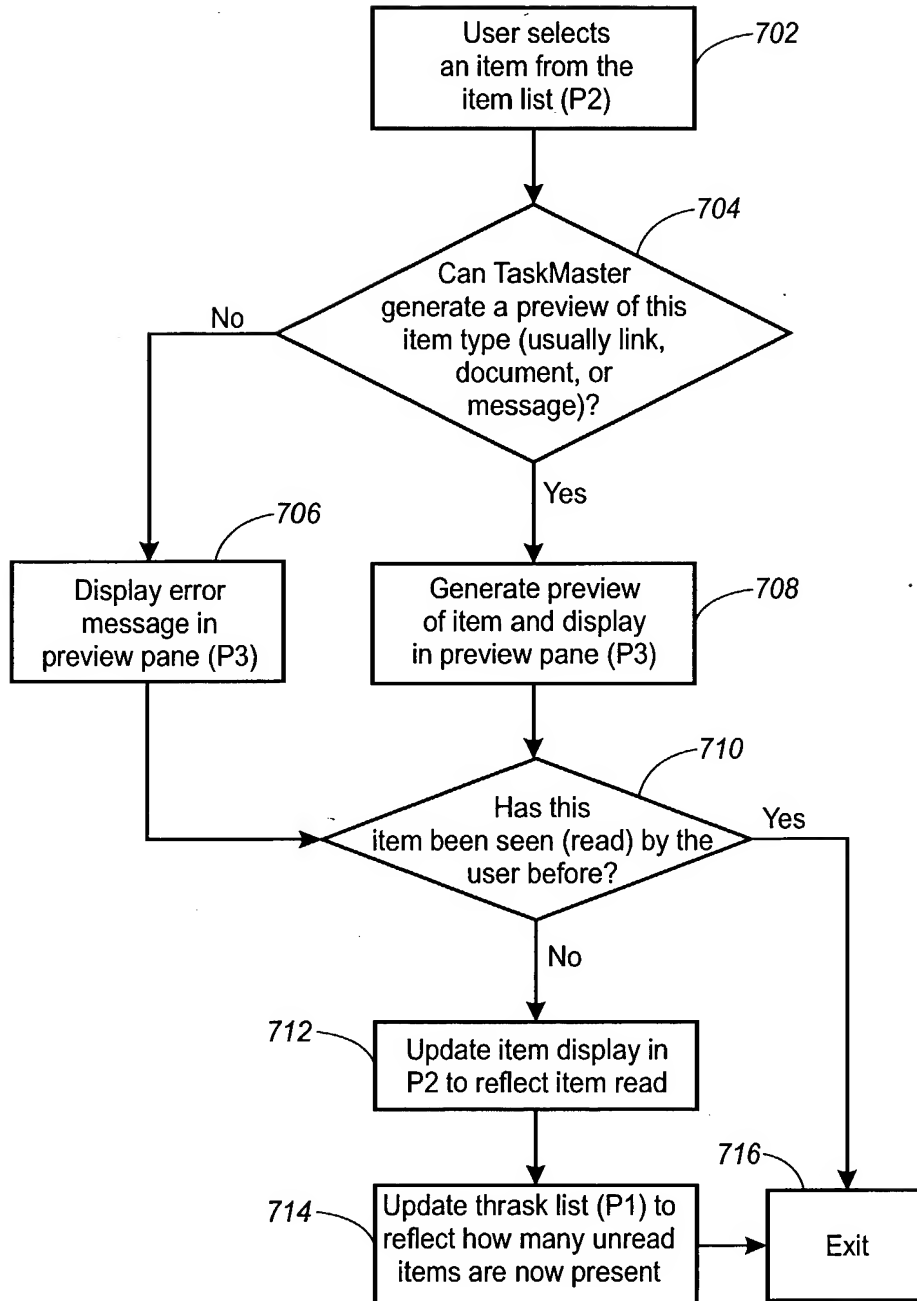 User selects
an item from the
item list (P2)
702
704
Can TaskMaster
generate a preview of this
item type (usually link,
document, or
message)?
No
Yes
706
Display error
message in
preview pane (P3)
708
Generate preview
of item and display
in preview pane (P3)
710
Has this
item been seen (read) by the
user before?
Yes
No
712
Update item display in
P2 to reflect item read
714
Update thrask list (P1) to
reflect how many unread
items are now present
716
Exit